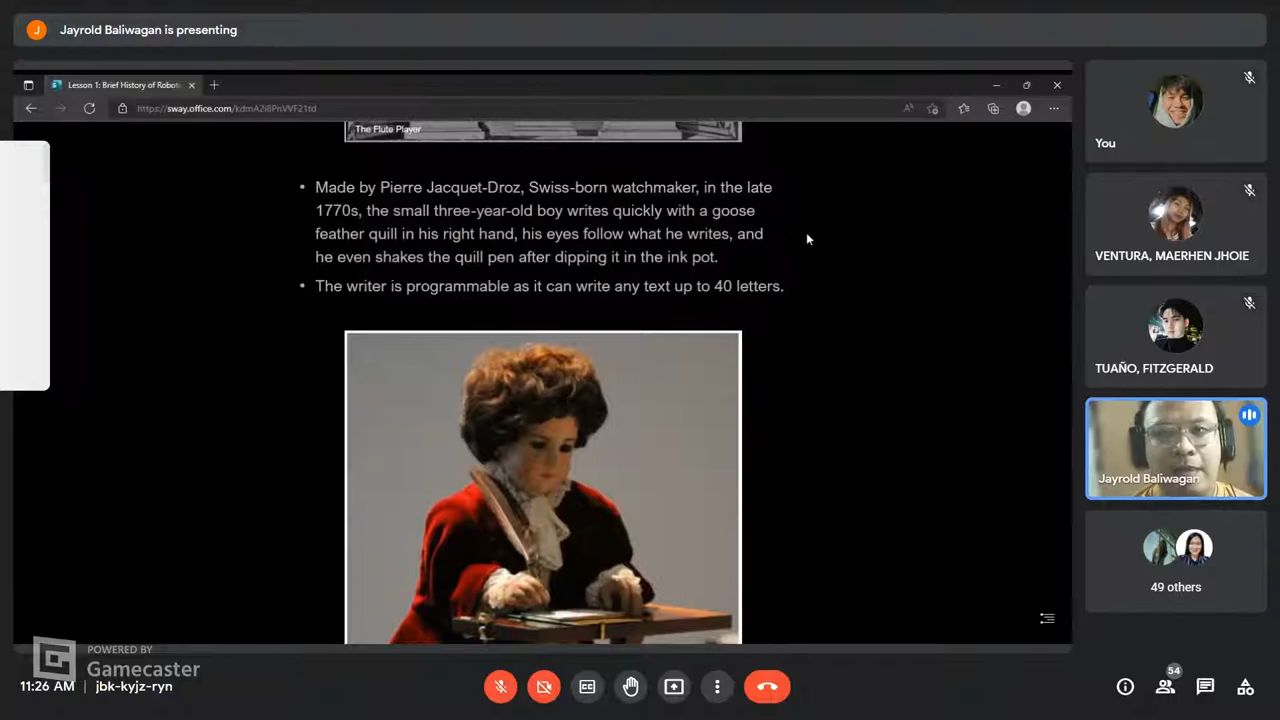 J
Jayrold Baliwagan is presenting
Lesson 1: Brief History of Robot
https://sway.office.com/kdmA2i8PnVVF21td
The Flute Player
• Made by Pierre Jacquet-Droz, Swiss-born watchmaker, in the late
1770s, the small three-year-old boy writes quickly with a goose
feather quill in his right hand, his eyes follow what he writes, and
he even shakes the quill pen after dipping it in the ink pot.
• The writer is programmable as it can write any text up to 40 letters.
You
VENTURA, MAERHEN JHOIE
TUAÑO, FITZGERALD
Jayrold Baliwagan
49 others
POWERED BY
Gamecaster
11:26 AM | jbk-kyjz-ryn
54